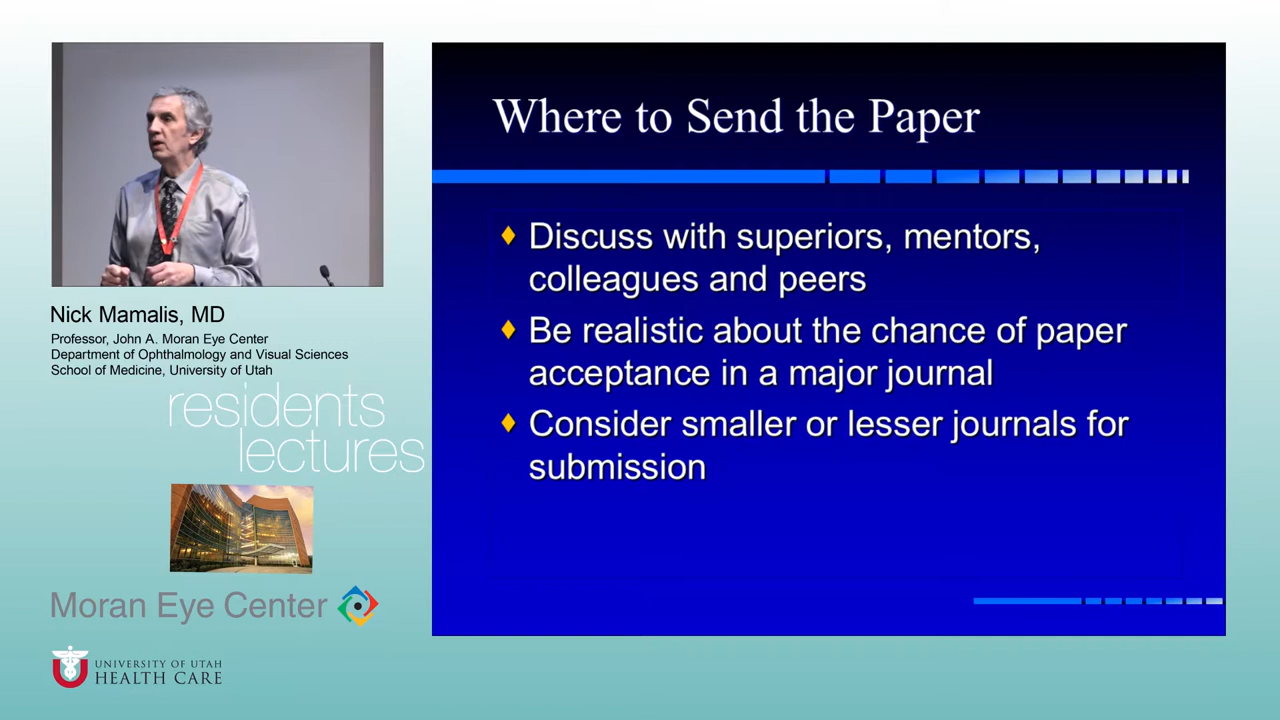 Where to Send the Paper
Discuss with superiors, mentors,
colleagues and peers
Be realistic about the chance of paper
acceptance in a major journal
Consider smaller or lesser journals for
submission
Nick Mamalis, MD
Professor, John A. Moran Eye Center
Department of Ophthalmology and Visual Sciences
School of Medicine, University of Utah
residents
lectures
Moran Eye Center
UNIVERSITY OF UTAH
HEALTH CARE